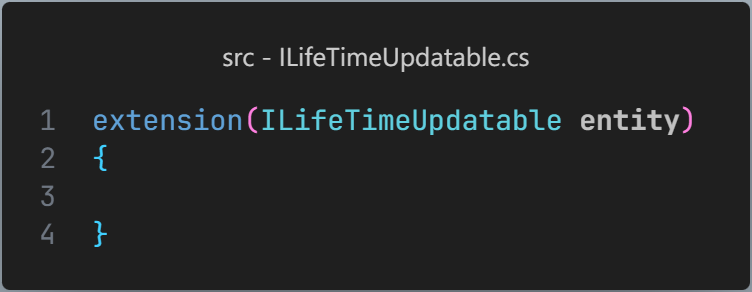 src - ILifeTimeUpdatable.cs
1 extension(ILifeTimeUpdatable entity)
2 {
3
4 }